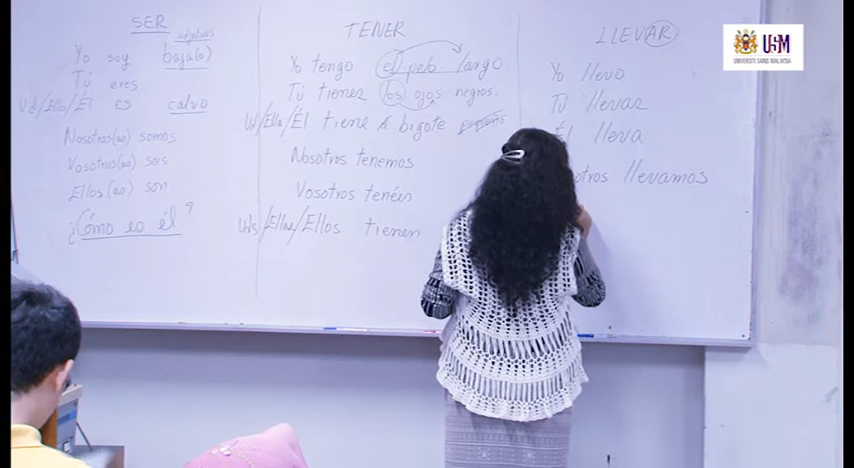 SER
adjetivos
Yo soy baja(o)
Tú eres
Ud/Ella/Él es calvo
Nosotros(as) somos
Vosotros(as) sois
Ellos(as) son
¿Cómo es él?
TENER
Yo tengo el pelo largo
Tú tienes los ojos negros.
Ud/Ella/Él tiene bigote
Nosotros tenemos
Vosotros tenéis
Uds/Ellas/Ellos tienen
LLEVAR
Yo llevo
Tú llevas
Él lleva
otros llevamos
USM
UNIVERSITI SAINS MALAYSIA